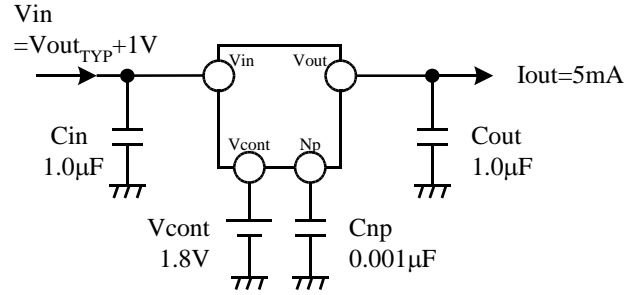 Vin
=VoutTYP+1V
Vin
Vout
Iout=5mA
Vcont
Np
Cin
1.0μF
Cout
1.0μF
Vcont
1.8V
Cnp
0.001μF